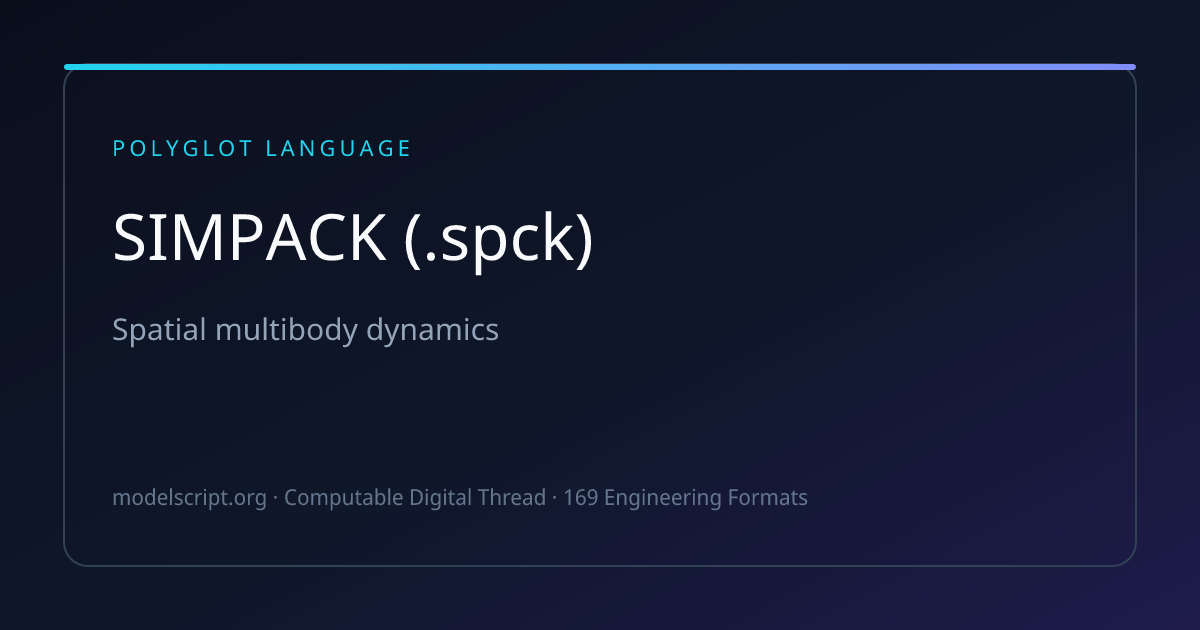 POLYGLOT LANGUAGE
SIMPACK (.spck)
Spatial multibody dynamics
modelscript.org · Computable Digital Thread · 169 Engineering Formats